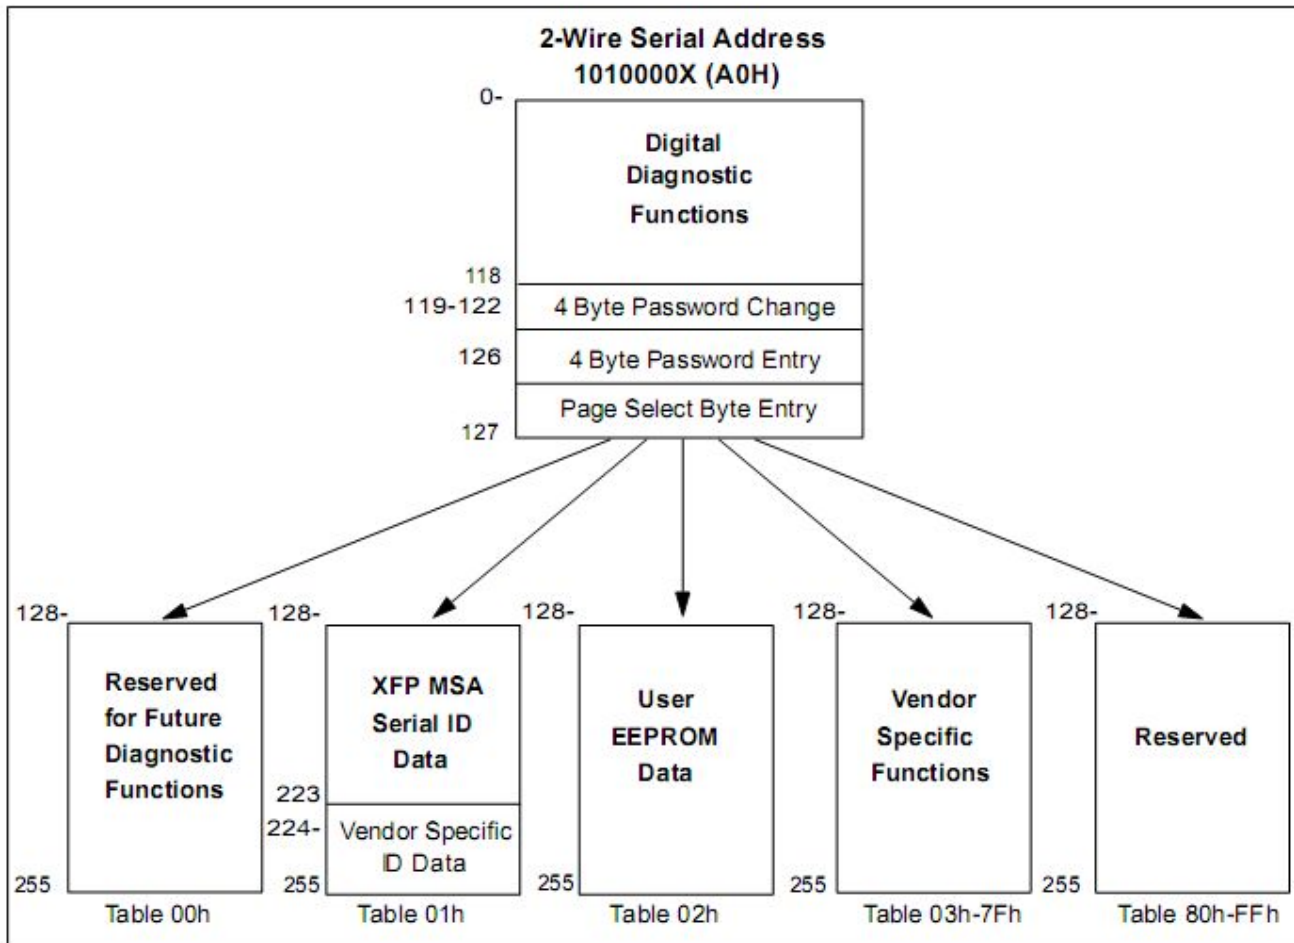 2-Wire Serial Address
1010000X (A0H)
0-
Digital
Diagnostic
Functions
118
119-122
4 Byte Password Change
126
4 Byte Password Entry
Page Select Byte Entry
127
128-
Reserved
for Future
Diagnostic
Functions
255
Table 00h
128-
XFP MSA
Serial ID
Data
223
224-
Vendor Specific
ID Data
255
Table 01h
128-
User
EEPROM
Data
255
Table 02h
128-
Vendor
Specific
Functions
255
Table 03h-7Fh
128-
Reserved
255
Table 80h-FFh